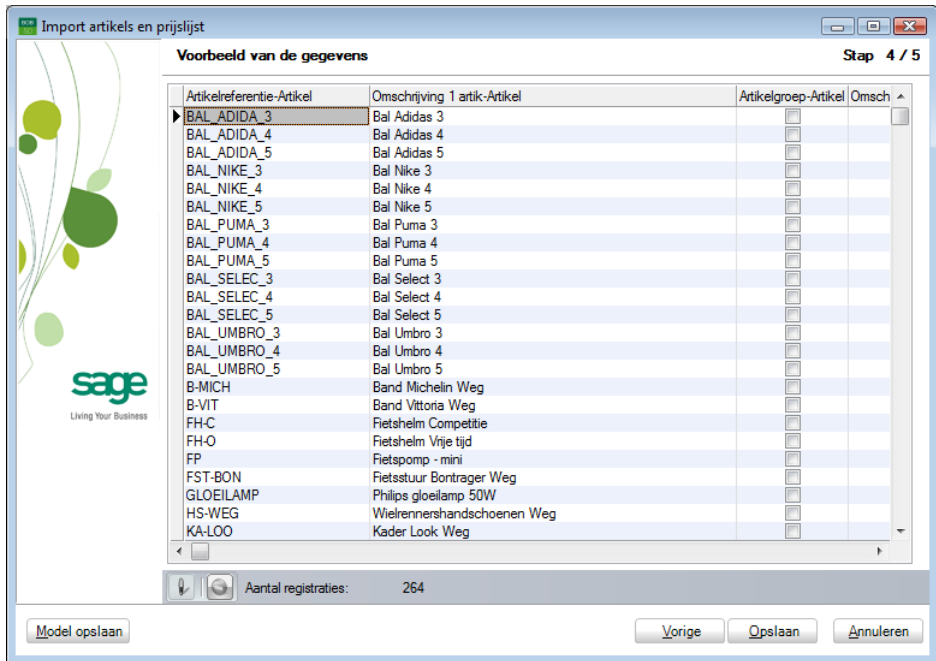 BOB 50 Import artikels en prijslijst
Voorbeeld van de gegevens Stap 4 / 5
Artikelreferentie-Artikel Omschrijving 1 artik-Artikel Artikelgroep-Artikel Omsch
BAL_ADIDA_3 Bal Adidas 3
BAL_ADIDA_4 Bal Adidas 4
BAL_ADIDA_5 Bal Adidas 5
BAL_NIKE_3 Bal Nike 3
BAL_NIKE_4 Bal Nike 4
BAL_NIKE_5 Bal Nike 5
BAL_PUMA_3 Bal Puma 3
BAL_PUMA_4 Bal Puma 4
BAL_PUMA_5 Bal Puma 5
BAL_SELEC_3 Bal Select 3
BAL_SELEC_4 Bal Select 4
BAL_SELEC_5 Bal Select 5
BAL_UMBRO_3 Bal Umbro 3
BAL_UMBRO_4 Bal Umbro 4
BAL_UMBRO_5 Bal Umbro 5
B-MICH Band Michelin Weg
B-VIT Band Vittoria Weg
FH-C Fietshelm Competitie
FH-O Fietshelm Vrije tijd
FP Fietspomp - mini
FST-BON Fietsstuur Bontrager Weg
GLOEILAMP Philips gloeilamp 50W
HS-WEG Wielrennershandschoenen Weg
KA-LOO Kader Look Weg
sage
Living Your Business
Aantal registraties: 264
Model opslaan Vorige Opslaan Annuleren